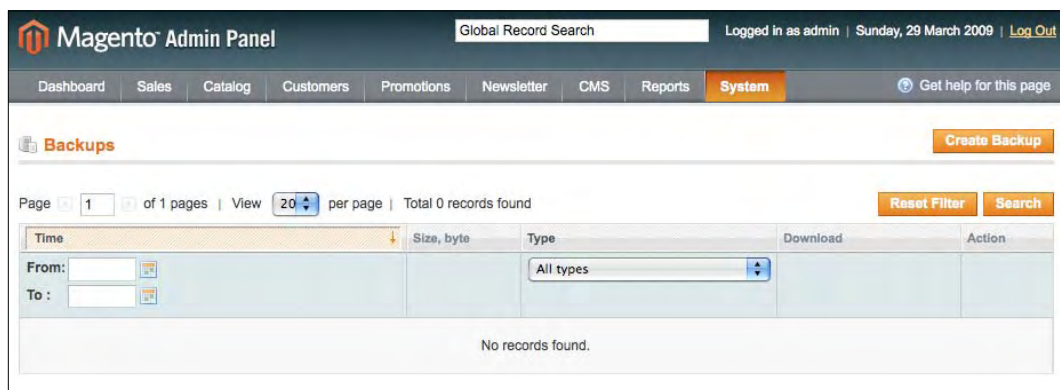 Magento Admin Panel
Global Record Search
Logged in as admin | Sunday, 29 March 2009 | Log Out
Dashboard Sales Catalog Customers Promotions Newsletter CMS Reports System Get help for this page
Backups
Create Backup
Page 1 of 1 pages | View 20 per page | Total 0 records found
Reset Filter Search
Time Size, byte Type Download Action
From:
All types
To :
No records found.